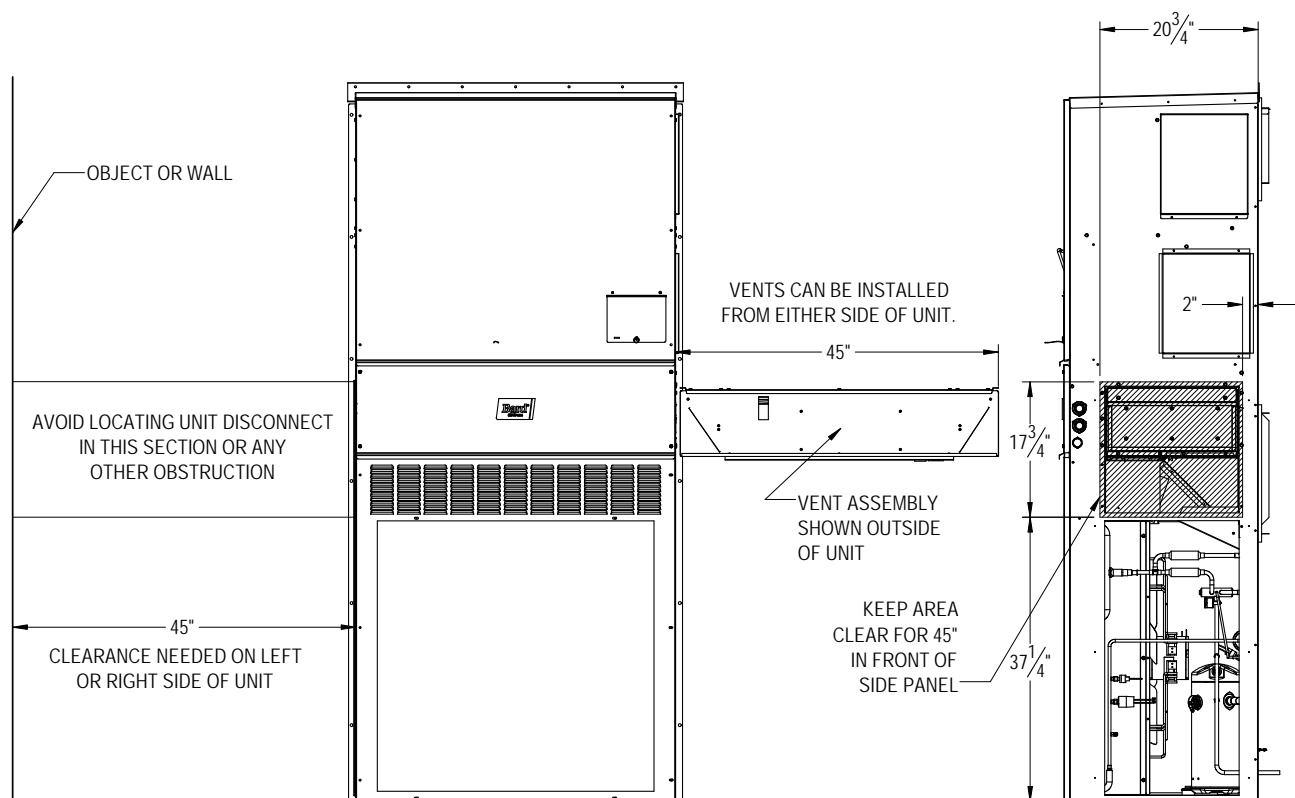 20 3/4"
OBJECT OR WALL
2"
VENTS CAN BE INSTALLED
FROM EITHER SIDE OF UNIT.
45"
Bard
AVOID LOCATING UNIT DISCONNECT
IN THIS SECTION OR ANY
OTHER OBSTRUCTION
17 3/4"
VENT ASSEMBLY
SHOWN OUTSIDE
OF UNIT
KEEP AREA
CLEAR FOR 45"
IN FRONT OF
SIDE PANEL
37 1/4"
45"
CLEARANCE NEEDED ON LEFT
OR RIGHT SIDE OF UNIT